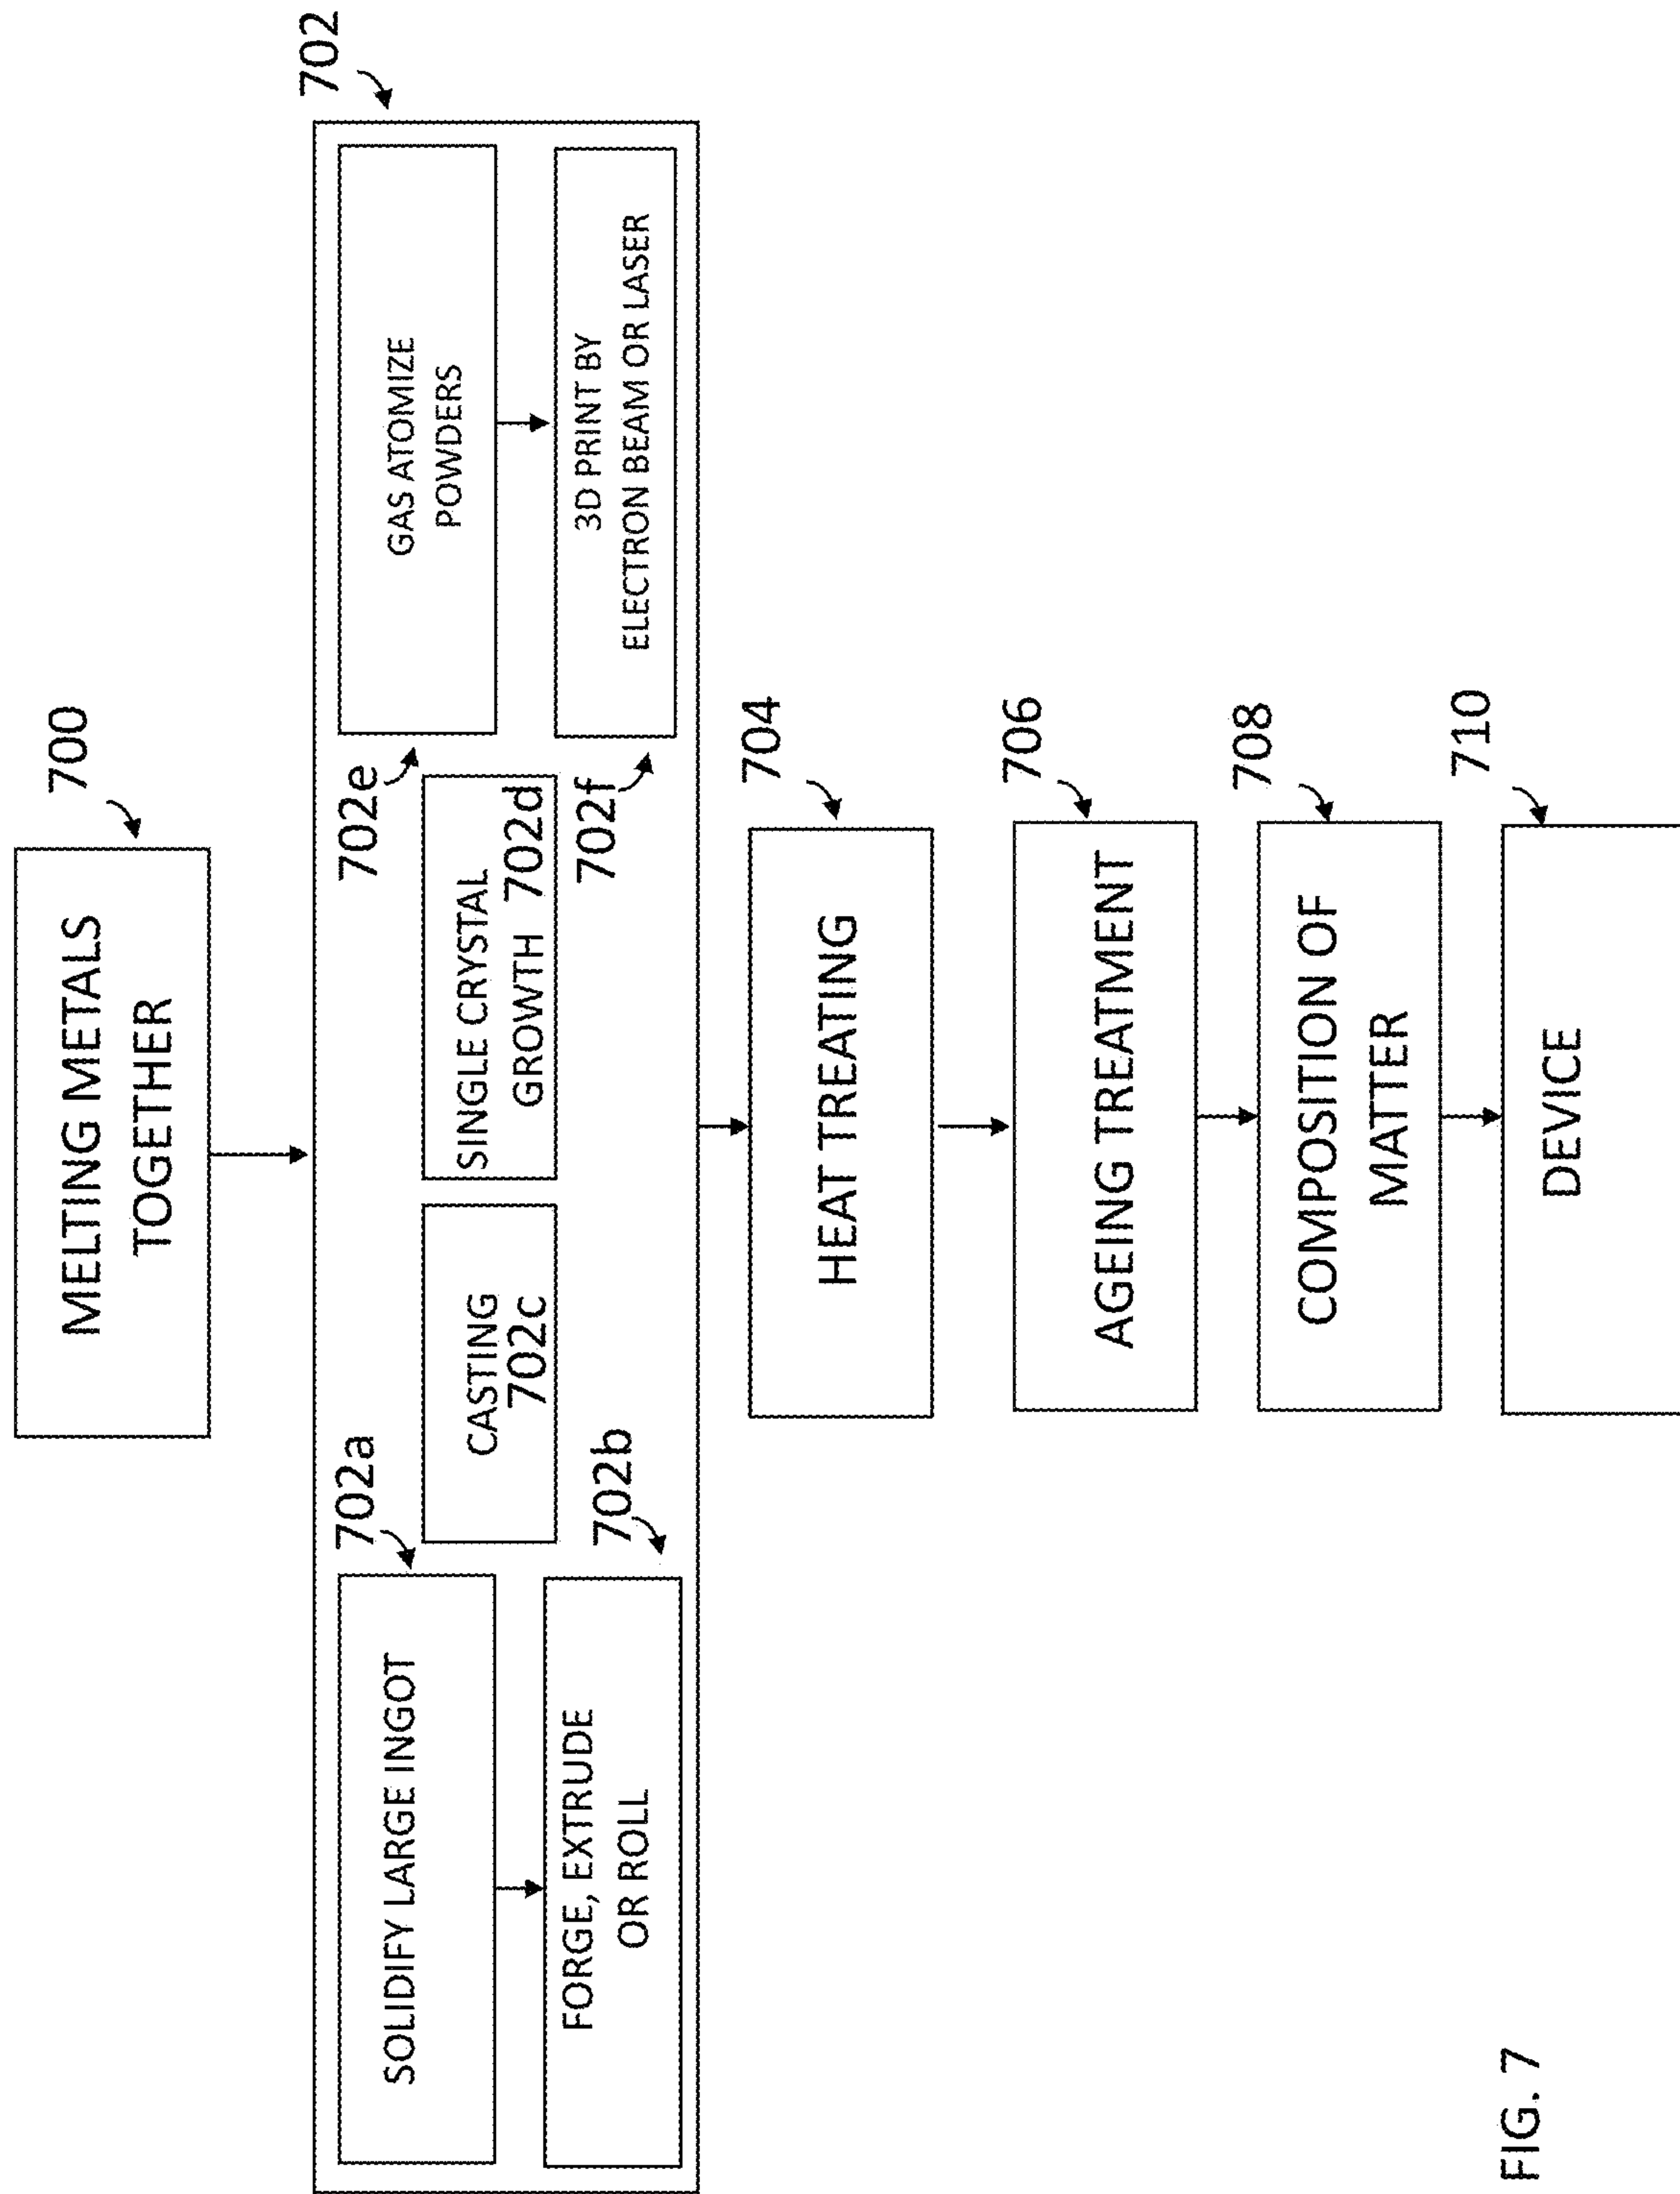 700
MELTING METALS
TOGETHER
702
702a
SOLIDIFY LARGE INGOT
702b
FORGE, EXTRUDE
OR ROLL
CASTING
702c
SINGLE CRYSTAL
GROWTH 702d
702e
GAS ATOMIZE
POWDERS
702f
3D PRINT BY
ELECTRON BEAM OR LASER
704
HEAT TREATING
706
AGEING TREATMENT
708
COMPOSITION OF
MATTER
710
DEVICE
FIG. 7